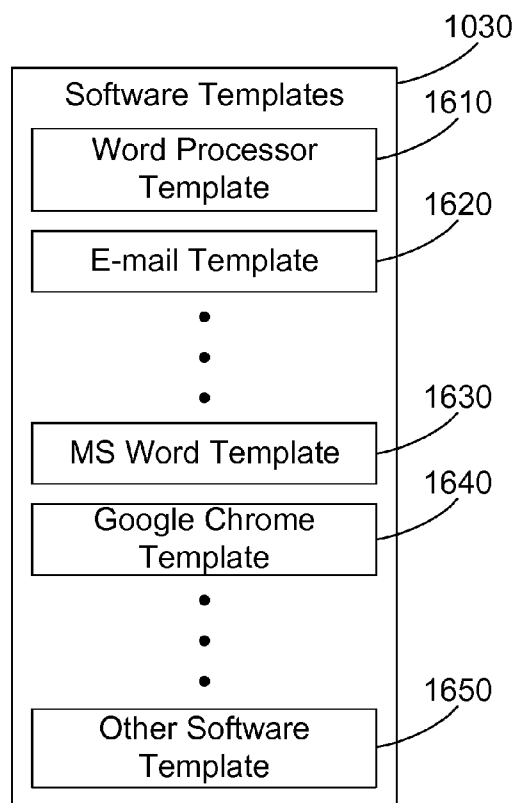 1030
Software Templates
1610
Word Processor
Template
1620
E-mail Template
1630
MS Word Template
1640
Google Chrome
Template
1650
Other Software
Template